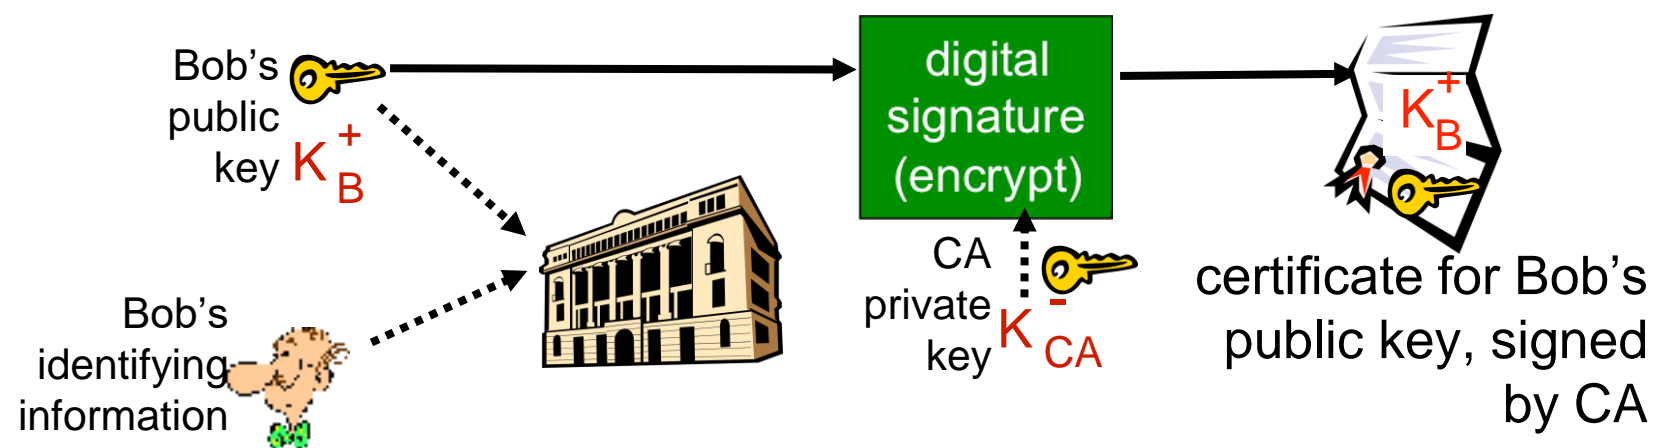 Bob's
public
key K+B
digital
signature
(encrypt)
K+B
Bob's
identifying
information
CA
private
key K-CA
certificate for Bob's
public key, signed
by CA